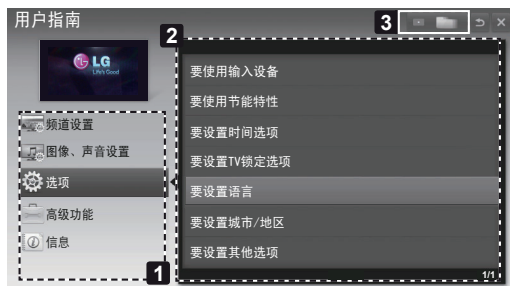 用户指南
3
2
LG
Life's Good
要使用输入设备
要使用节能特性
要设置时间选项
要设置TV锁定选项
要设置语言
要设置城市/地区
要设置其他选项
频道设置
图像、声音设置
选项
高级功能
信息
1
1/1